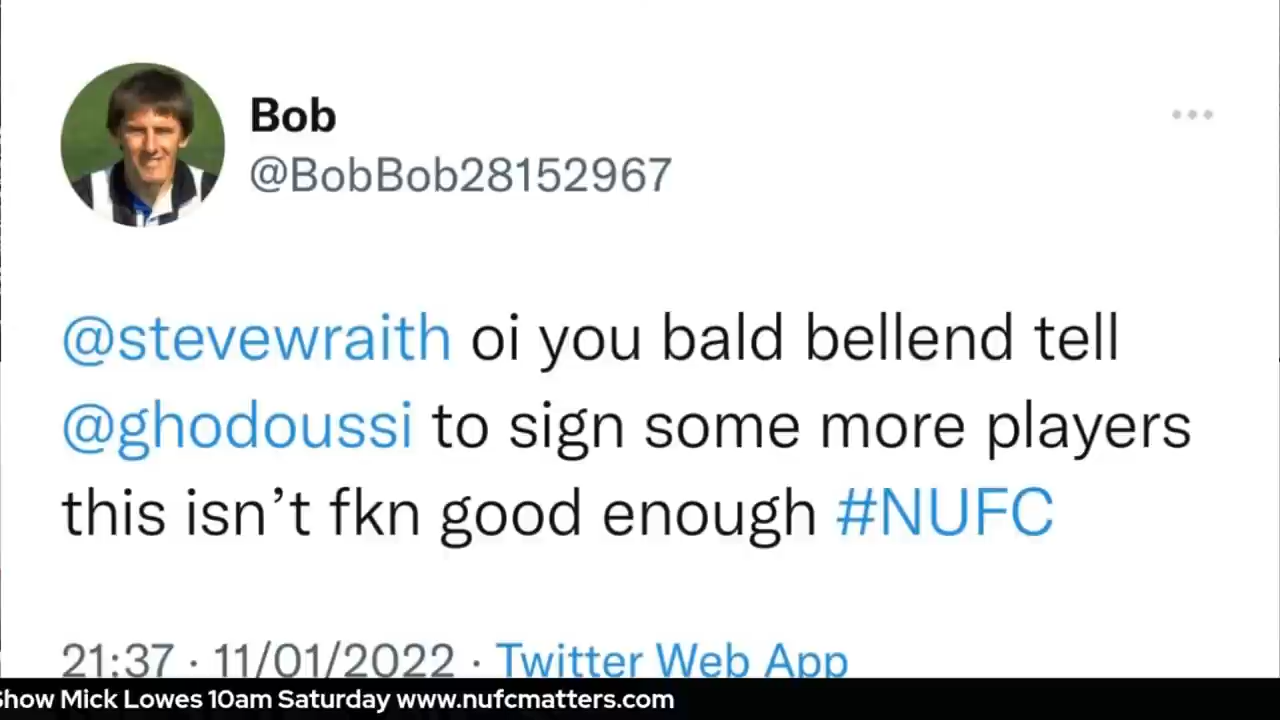 Bob
@BobBob28152967
@stevewraith oi you bald bellend tell
@ghodoussi to sign some more players
this isn't fkn good enough #NUFC
21:37 · 11/01/2022 · Twitter Web App
Show Mick Lowes 10am Saturday www.nufcmatters.com